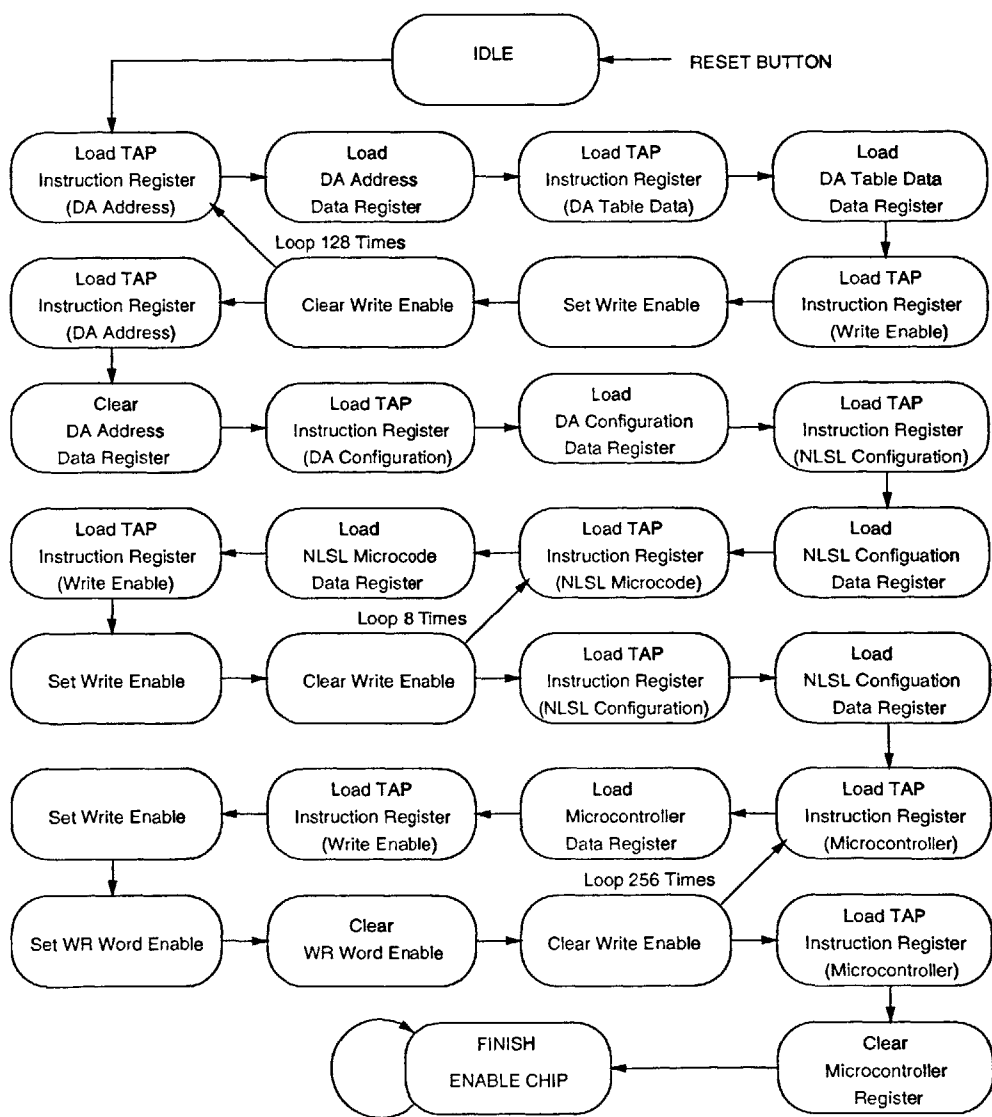 IDLE
RESET BUTTON
Load TAP
Instruction Register
(DA Address)
Load
DA Address
Data Register
Load TAP
Instruction Register
(DA Table Data)
Load
DA Table Data
Data Register
Loop 128 Times
Load TAP
Instruction Register
(DA Address)
Clear Write Enable
Set Write Enable
Load TAP
Instruction Register
(Write Enable)
Clear
DA Address
Data Register
Load TAP
Instruction Register
(DA Configuration)
Load
DA Configuration
Data Register
Load TAP
Instruction Register
(NLSL Configuration)
Load TAP
Instruction Register
(Write Enable)
Load
NLSL Microcode
Data Register
Load TAP
Instruction Register
(NLSL Microcode)
Load
NLSL Configuation
Data Register
Loop 8 Times
Set Write Enable
Clear Write Enable
Load TAP
Instruction Register
(NLSL Configuration)
Load
NLSL Configuation
Data Register
Set Write Enable
Load TAP
Instruction Register
(Write Enable)
Load
Microcontroller
Data Register
Load TAP
Instruction Register
(Microcontroller)
Loop 256 Times
Set WR Word Enable
Clear
WR Word Enable
Clear Write Enable
Load TAP
Instruction Register
(Microcontroller)
FINISH
ENABLE CHIP
Clear
Microcontroller
Register